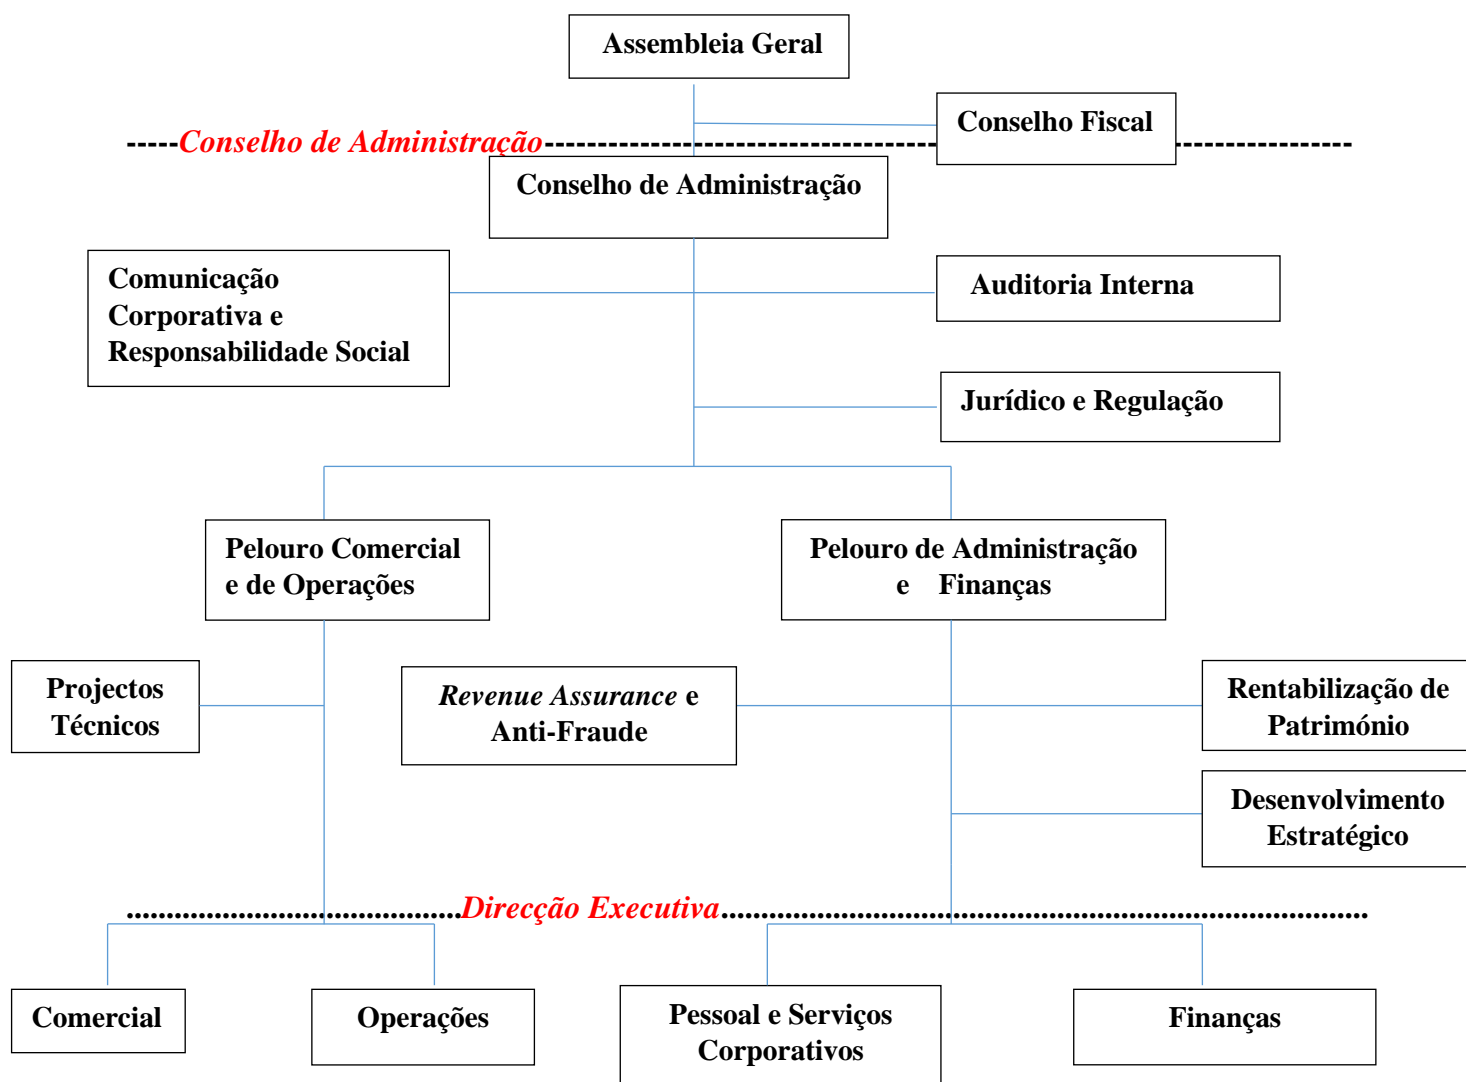 Assembleia Geral
Conselho Fiscal
-----Conselho de Administração-----
Conselho de Administração
Comunicação
Corporativa e
Responsabilidade Social
Auditoria Interna
Jurídico e Regulação
Pelouro Comercial
e de Operações
Pelouro de Administração
e Finanças
Projectos
Técnicos
Revenue Assurance e
Anti-Fraude
Rentabilização de
Património
Desenvolvimento
Estratégico
Direcção Executiva
Comercial
Operações
Pessoal e Serviços
Corporativos
Finanças